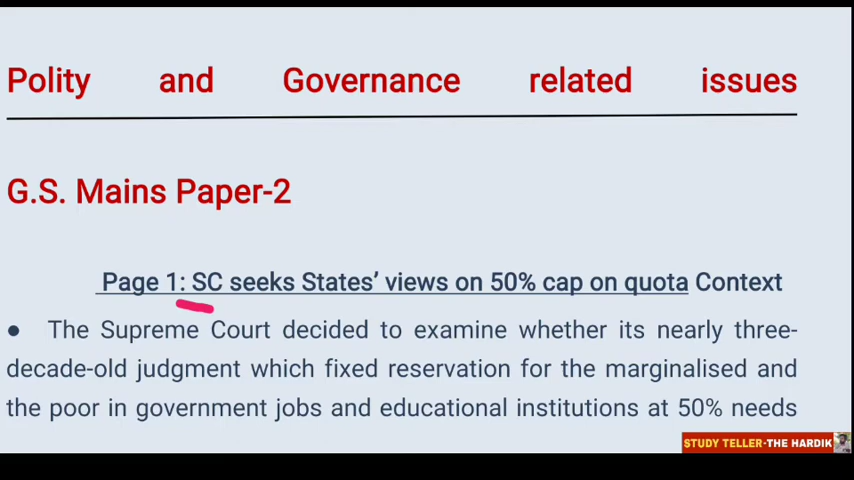 Polity and Governance related issues
G.S. Mains Paper-2
Page 1: SC seeks States’ views on 50% cap on quota Context
● The Supreme Court decided to examine whether its nearly three-
decade-old judgment which fixed reservation for the marginalised and
the poor in government jobs and educational institutions at 50% needs
STUDY TELLER-THE HARDIK